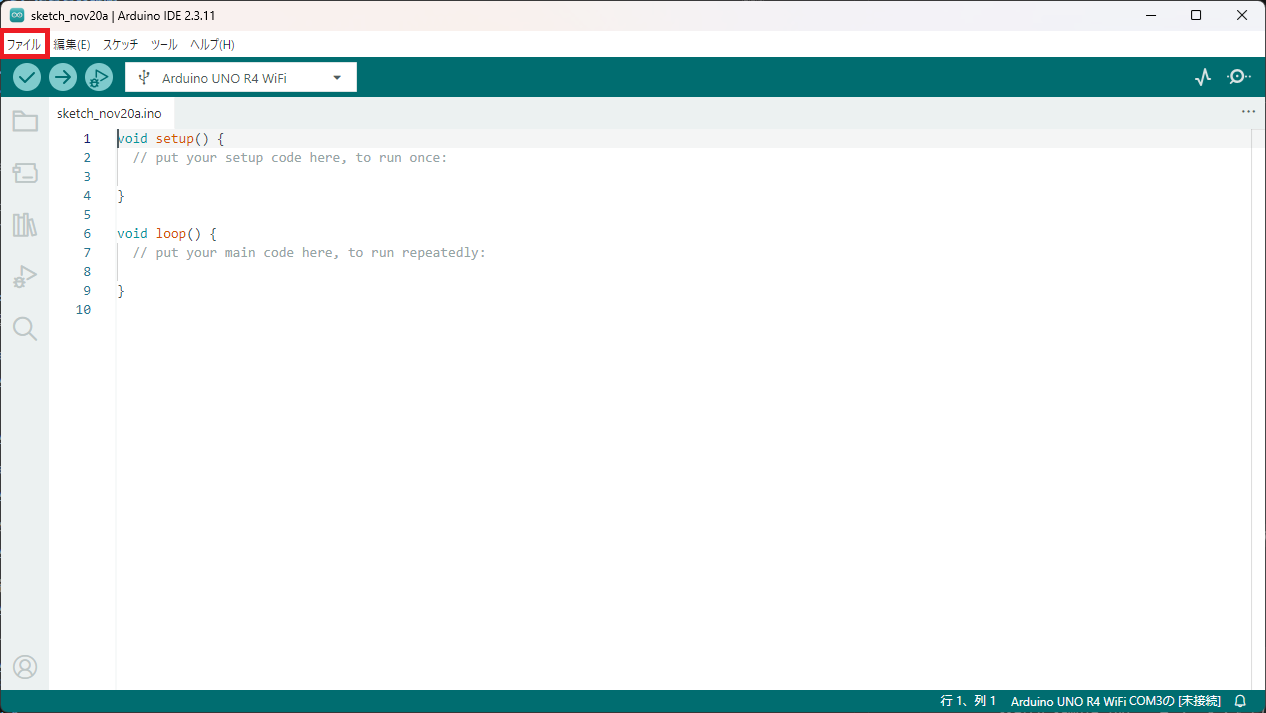 sketch_nov20a | Arduino IDE 2.3.11
ファイル 編集(E) スケッチ ツール ヘルプ(H)
Arduino UNO R4 WiFi
sketch_nov20a.ino
1 void setup() {
2 // put your setup code here, to run once:
3
4 }
5
6 void loop() {
7 // put your main code here, to run repeatedly:
8
9 }
10
行 1、列 1 Arduino UNO R4 WiFi COM3の [未接続]